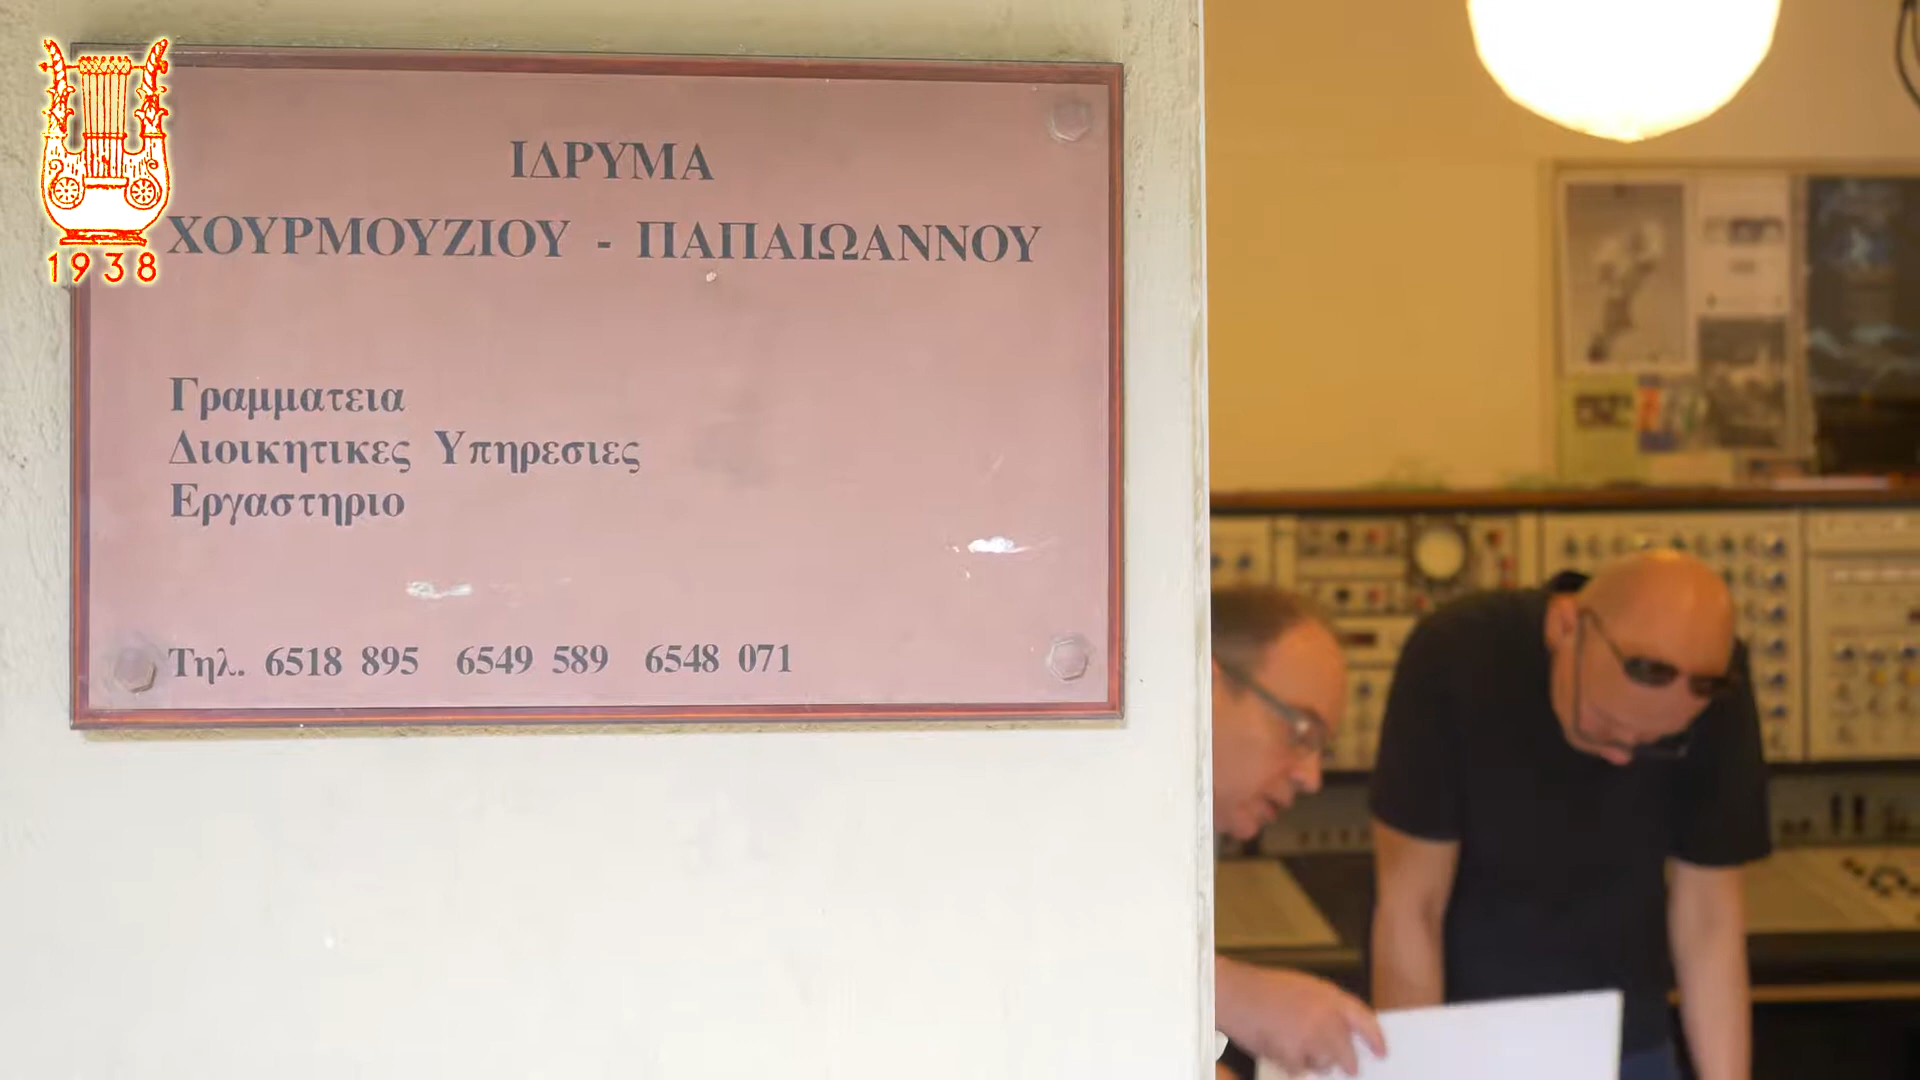 ΙΔΡΥΜΑ
ΧΟΥΡΜΟΥΖΙΟΥ - ΠΑΠΑΙΩΑΝΝΟΥ
Γραμματεια
Διοικητικες Υπηρεσιες
Εργαστηριο
Τηλ. 6518 895 6549 589 6548 071
1938